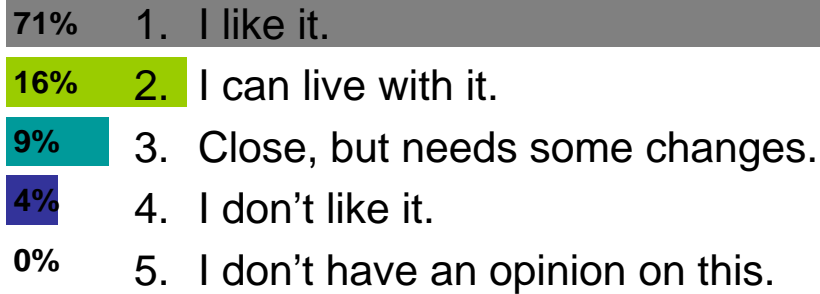 71% 1. I like it.
16% 2. I can live with it.
9% 3. Close, but needs some changes.
4% 4. I don’t like it.
0% 5. I don’t have an opinion on this.